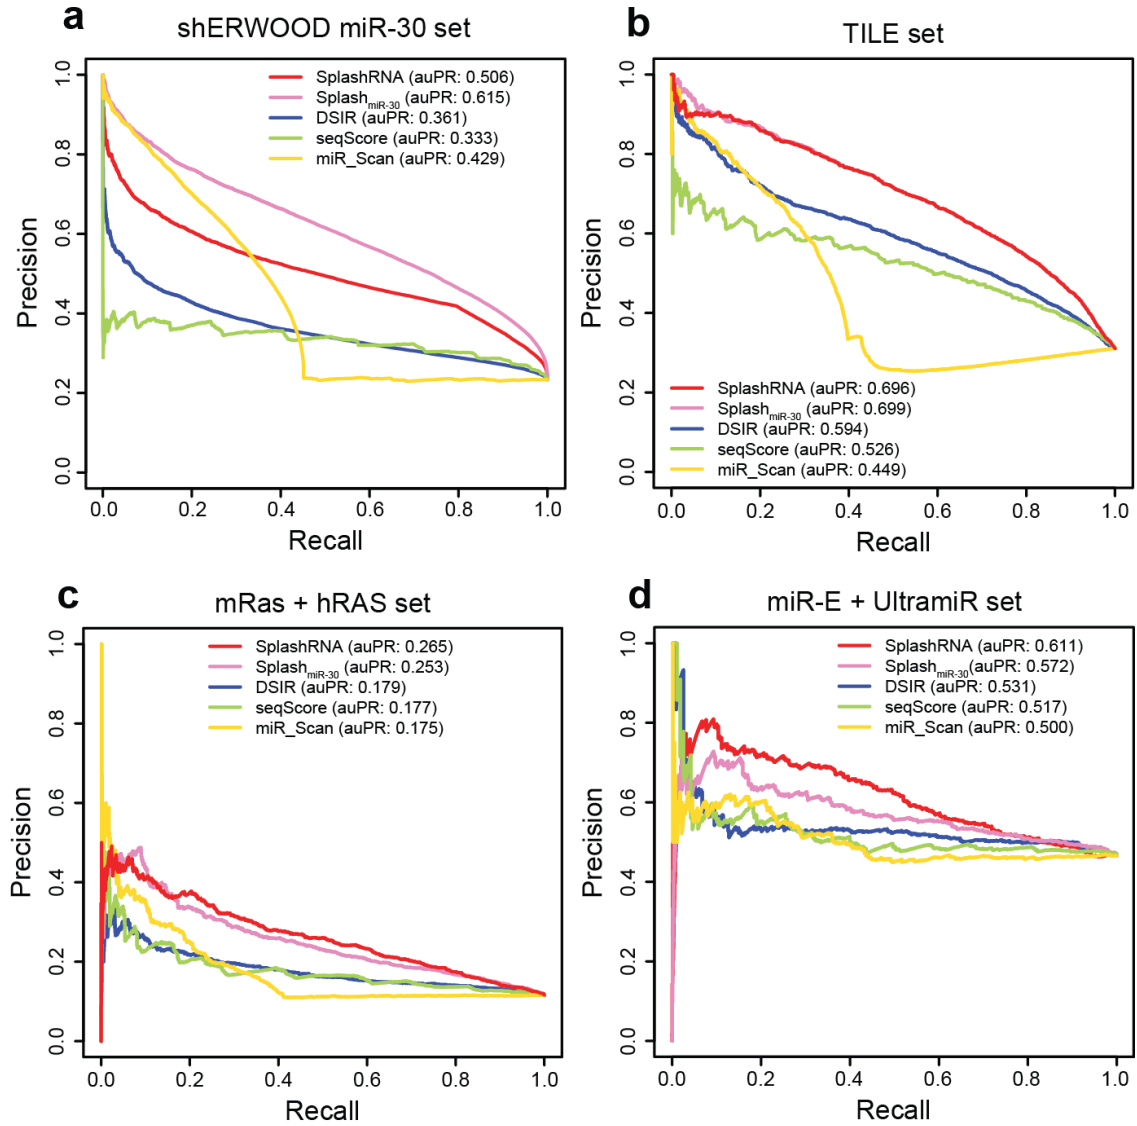 a
shERWOOD miR-30 set
SplashRNA (auPR: 0.506)
SplashmiR-30 (auPR: 0.615)
DSIR (auPR: 0.361)
seqScore (auPR: 0.333)
miR_Scan (auPR: 0.429)
Precision
0.0 0.2 0.4 0.6 0.8 1.0
0.0 0.2 0.4 0.6 0.8 1.0
Recall
b
TILE set
SplashRNA (auPR: 0.696)
SplashmiR-30 (auPR: 0.699)
DSIR (auPR: 0.594)
seqScore (auPR: 0.526)
miR_Scan (auPR: 0.449)
Precision
0.0 0.2 0.4 0.6 0.8 1.0
0.0 0.2 0.4 0.6 0.8 1.0
Recall
c
mRas + hRAS set
SplashRNA (auPR: 0.265)
SplashmiR-30 (auPR: 0.253)
DSIR (auPR: 0.179)
seqScore (auPR: 0.177)
miR_Scan (auPR: 0.175)
Precision
0.0 0.2 0.4 0.6 0.8 1.0
0.0 0.2 0.4 0.6 0.8 1.0
Recall
d
miR-E + UltramiR set
SplashRNA (auPR: 0.611)
SplashmiR-30(auPR: 0.572)
DSIR (auPR: 0.531)
seqScore (auPR: 0.517)
miR_Scan (auPR: 0.500)
Precision
0.0 0.2 0.4 0.6 0.8 1.0
0.0 0.2 0.4 0.6 0.8 1.0
Recall